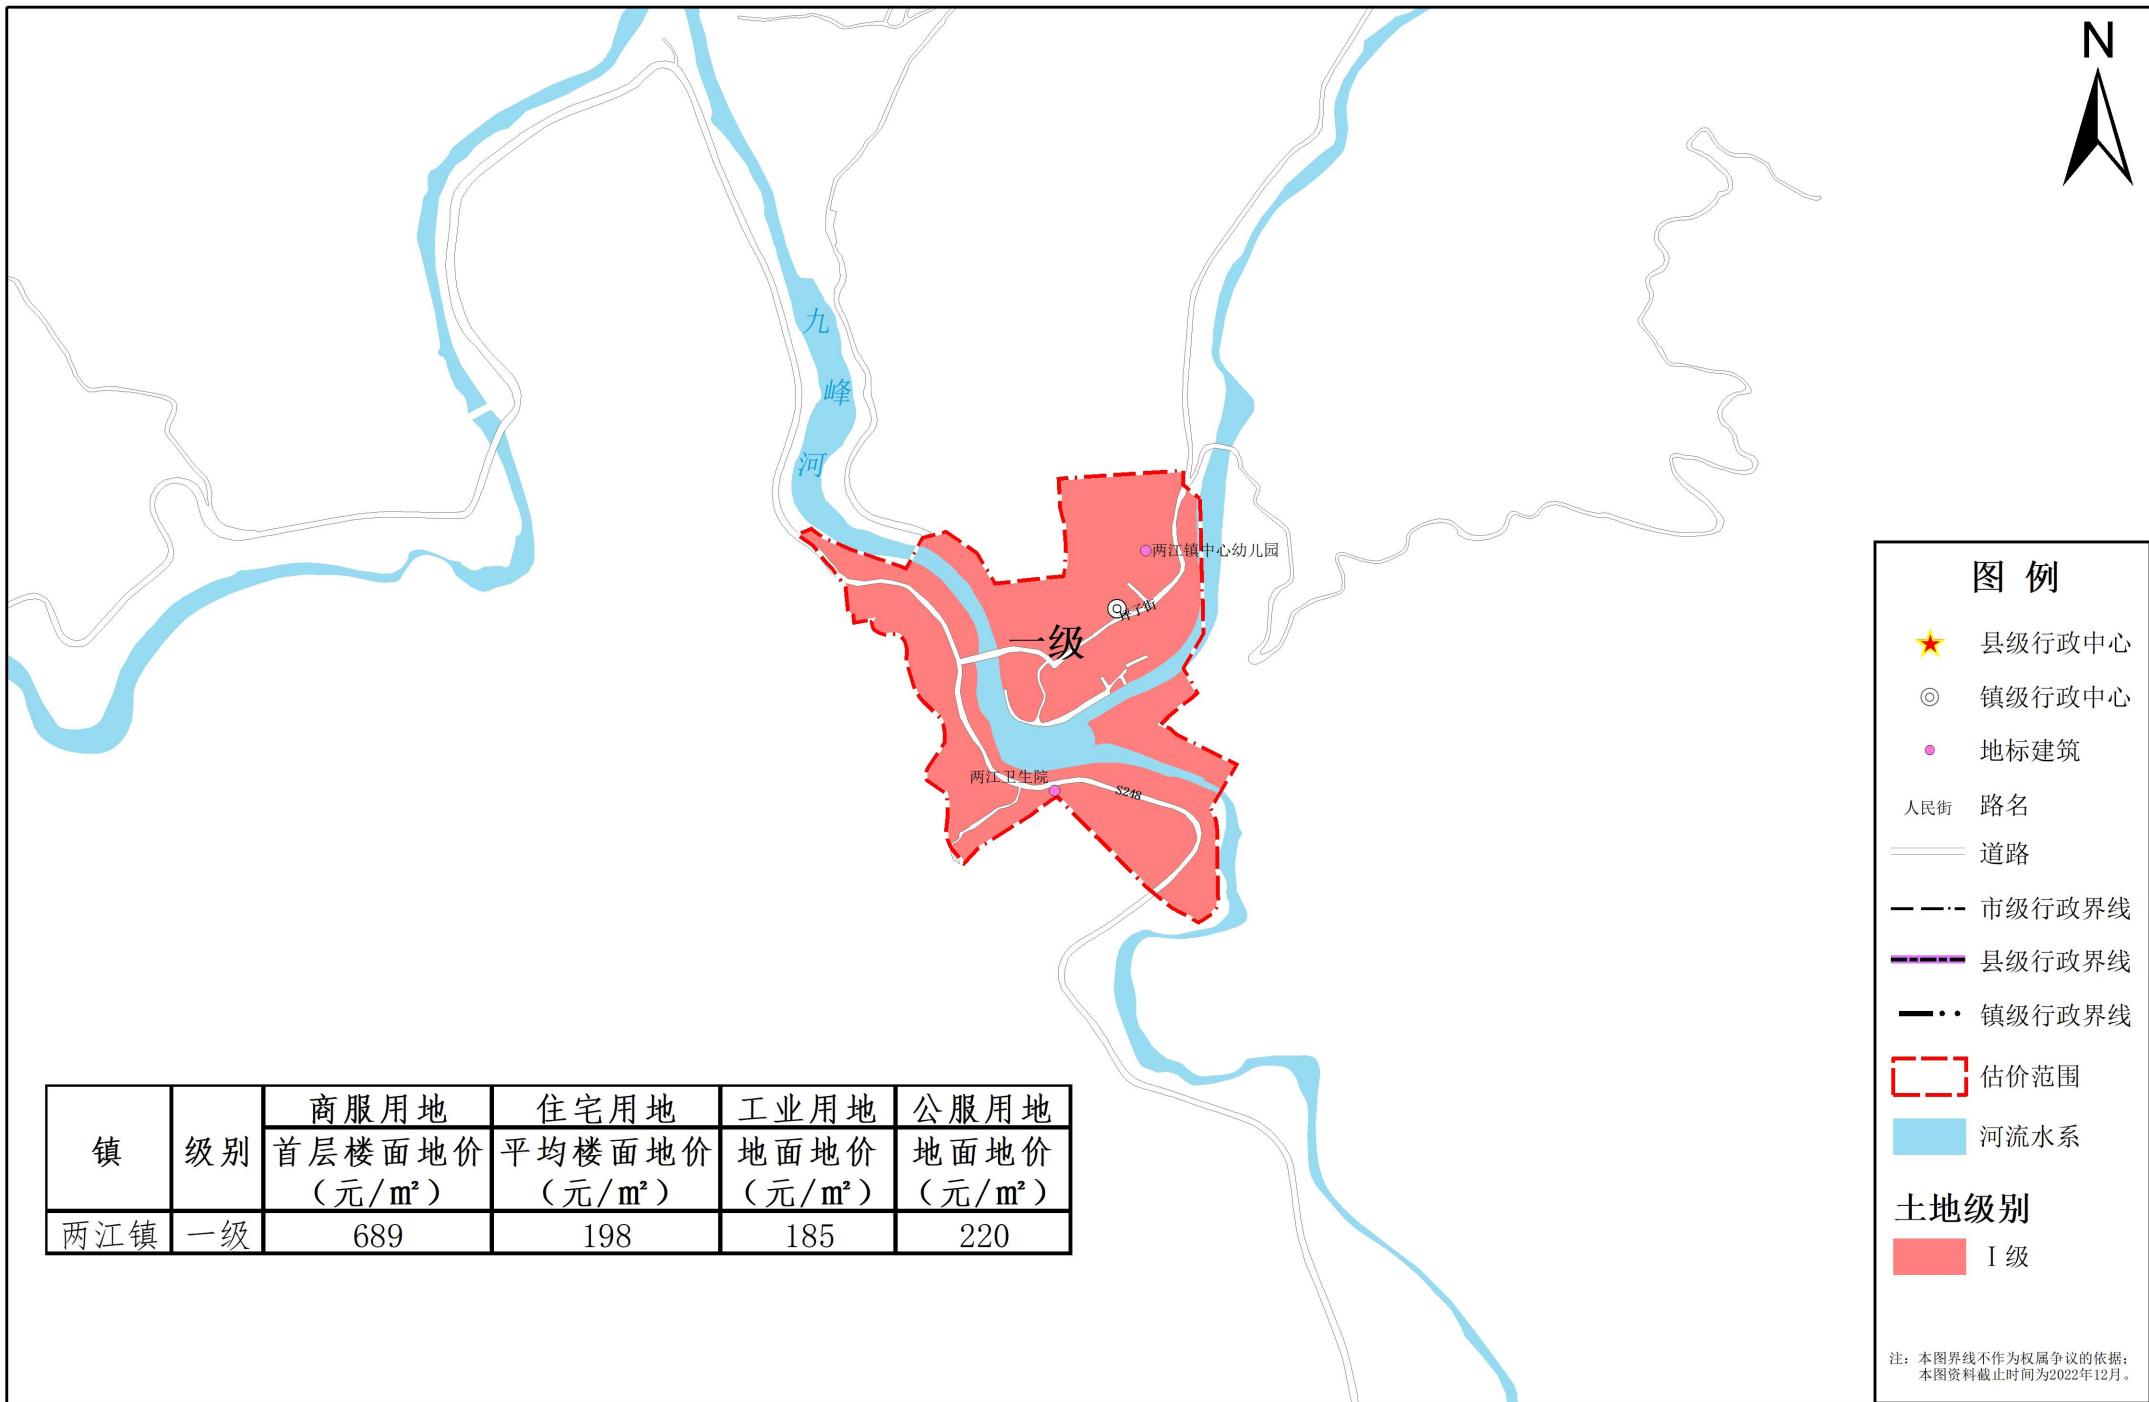 N
九
峰
河
两江镇中心幼儿园
坪子街
一级
两江卫生院
S248
图 例
县级行政中心
镇级行政中心
地标建筑
人民街 路名
道路
市级行政界线
县级行政界线
镇级行政界线
估价范围
河流水系
土地级别
Ⅰ级
注：本图界线不作为权属争议的依据；
本图资料截止时间为2022年12月。
镇 级别 商服用地 住宅用地 工业用地 公服用地
首层楼面地价（元/㎡） 平均楼面地价（元/㎡） 地面地价（元/㎡） 地面地价（元/㎡）
两江镇 一级 689 198 185 220